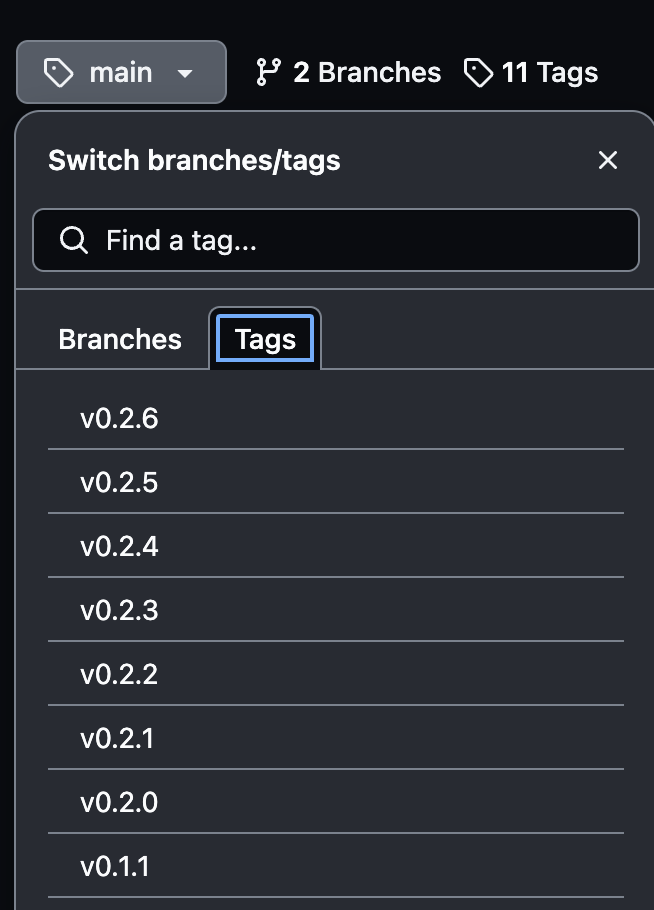 main 2 Branches 11 Tags
Switch branches/tags
Find a tag...
Branches Tags
v0.2.6
v0.2.5
v0.2.4
v0.2.3
v0.2.2
v0.2.1
v0.2.0
v0.1.1